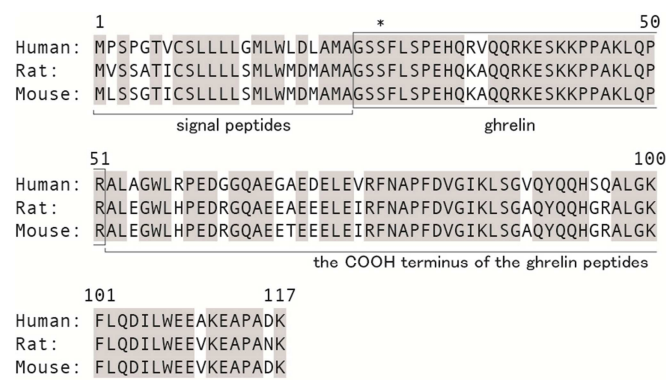 1 * 50
Human: MPSPGTVCSLLLLGMLWLDLAMAGSSFLSPEHQRVQQRKESKKPPAKLQP
Rat: MVSSATICSLLLLSMLWMDMAMAGSSFLSPEHQKAQQRKESKKPPAKLQP
Mouse: MLSSGTICSLLLLSMLWMDMAMAGSSFLSPEHQKAQQRKESKKPPAKLQP
signal peptides ghrelin
51 100
Human: RALAGWLRPEDGGQAEGAEDELEVRFNAPFDVGIKLSGVQYQQHSQALGK
Rat: RALEGWLHPEDRGQAEEAEEELEIRFNAPFDVGIKLSGAQYQQHGRALGK
Mouse: RALEGWLHPEDRGQAEETEEELEIRFNAPFDVGIKLSGAQYQQHGRALGK
the COOH terminus of the ghrelin peptides
101 117
Human: FLQDILWEEAKEAPADK
Rat: FLQDILWEEVKEAPANK
Mouse: FLQDILWEEVKEAPADK